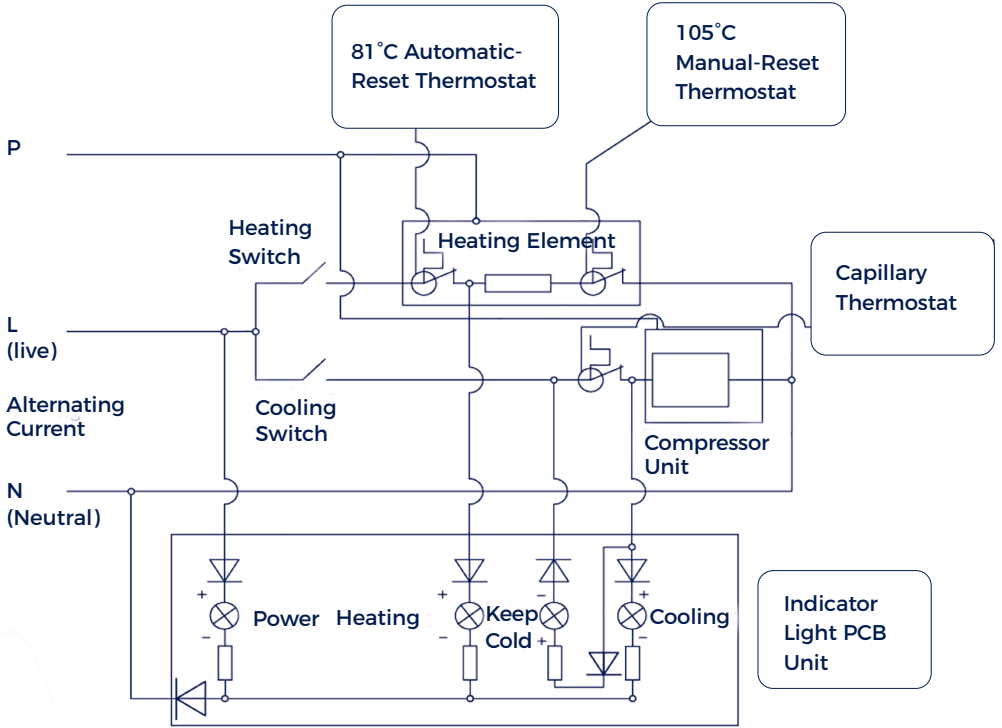 81°C Automatic-
Reset Thermostat
105°C
Manual-Reset
Thermostat
P
Heating
Switch
Heating Element
Capillary
Thermostat
L
(live)
Alternating
Current
Cooling
Switch
Compressor
Unit
N
(Neutral)
+
-
Power
Heating
+
-
Keep
Cold
-
+
+
-
Cooling
Indicator
Light PCB
Unit